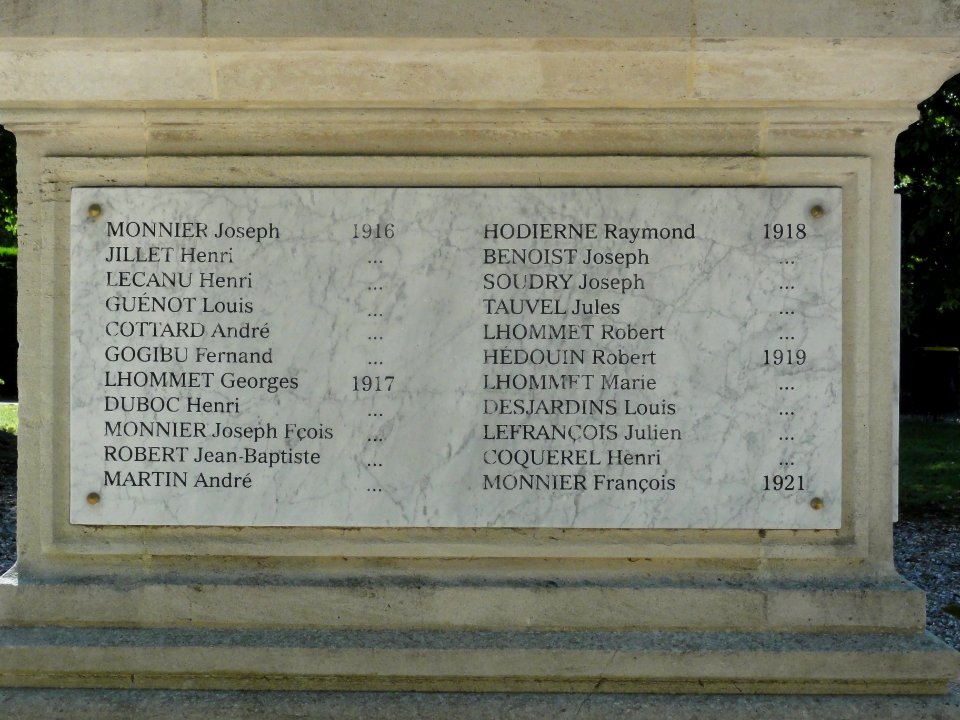 MONNIER Joseph 1916
JILLET Henri ...
LECANU Henri ...
GUÉNOT Louis ...
COTTARD André ...
GOGIBU Fernand ...
LHOMMET Georges 1917
DUBOC Henri ...
MONNIER Joseph Fçois ...
ROBERT Jean-Baptiste ...
MARTIN André ...
HODIERNE Raymond 1918
BENOIST Joseph ...
SOUDRY Joseph ...
TAUVEL Jules ...
LHOMMET Robert ...
HÉDOUIN Robert 1919
LHOMMET Marie ...
DESJARDINS Louis ...
LEFRANÇOIS Julien ...
COQUEREL Henri ...
MONNIER François 1921